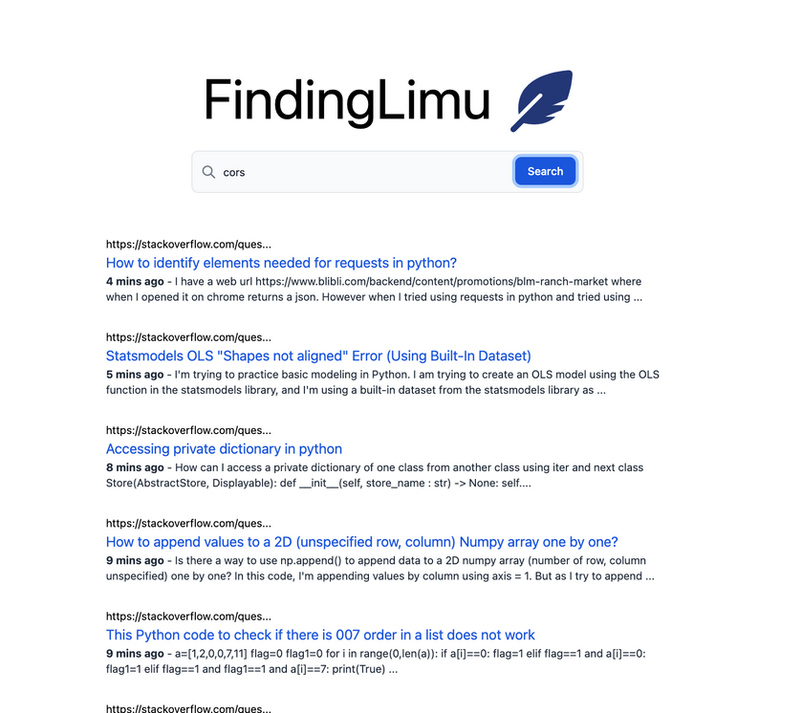 FindingLimu
cors
Search
https://stackoverflow.com/ques...
How to identify elements needed for requests in python?
4 mins ago - I have a web url https://www.blibli.com/backend/content/promotions/blm-ranch-market where
when I opened it on chrome returns a json. However when I tried using requests in python and tried using ...
https://stackoverflow.com/ques...
Statsmodels OLS "Shapes not aligned" Error (Using Built-In Dataset)
5 mins ago - I'm trying to practice basic modeling in Python. I am trying to create an OLS model using the OLS
function in the statsmodels library, and I'm using a built-in dataset from the statsmodels library as ...
https://stackoverflow.com/ques...
Accessing private dictionary in python
8 mins ago - How can I access a private dictionary of one class from another class using iter and next class
Store(AbstractStore, Displayable): def __init__(self, store_name : str) -> None: self....
https://stackoverflow.com/ques...
How to append values to a 2D (unspecified row, column) Numpy array one by one?
9 mins ago - Is there a way to use np.append() to append data to a 2D numpy array (number of row, column
unspecified) one by one? In this code, I'm appending values by column using axis = 1. But as I try to append ...
https://stackoverflow.com/ques...
This Python code to check if there is 007 order in a list does not work
9 mins ago - a=[1,2,0,0,7,11] flag=0 flag1=0 for i in range(0,len(a)): if a[i]==0: flag=1 elif flag==1 and a[i]==0:
flag1=1 elif flag==1 and flag1==1 and a[i]==7: print(True) ...
https://stackoverflow.com/ques...